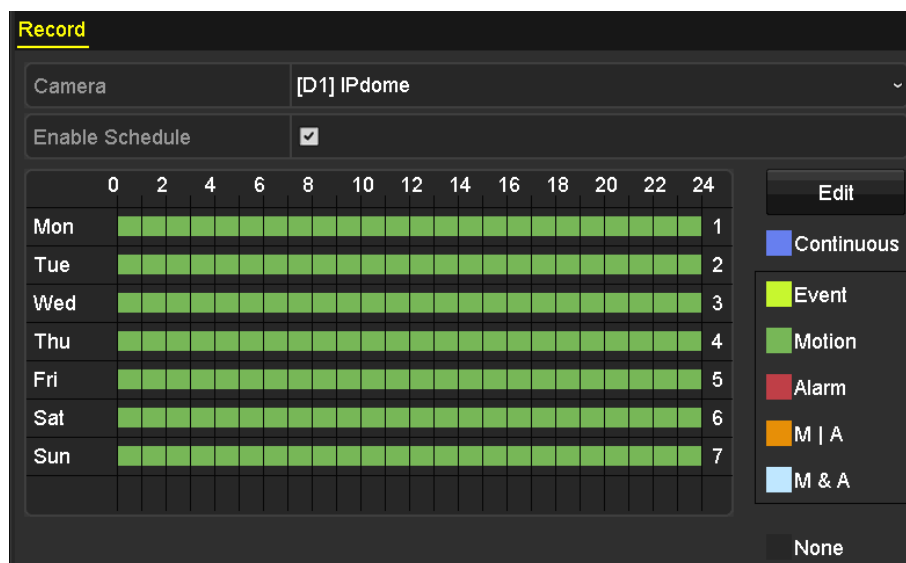 Record
Camera [D1] IPdome
Enable Schedule
0 2 4 6 8 10 12 14 16 18 20 22 24
Edit
Mon 1
Continuous
Tue 2
Event
Wed 3
Thu 4
Motion
Fri 5
Alarm
Sat 6
M | A
Sun 7
M & A
None